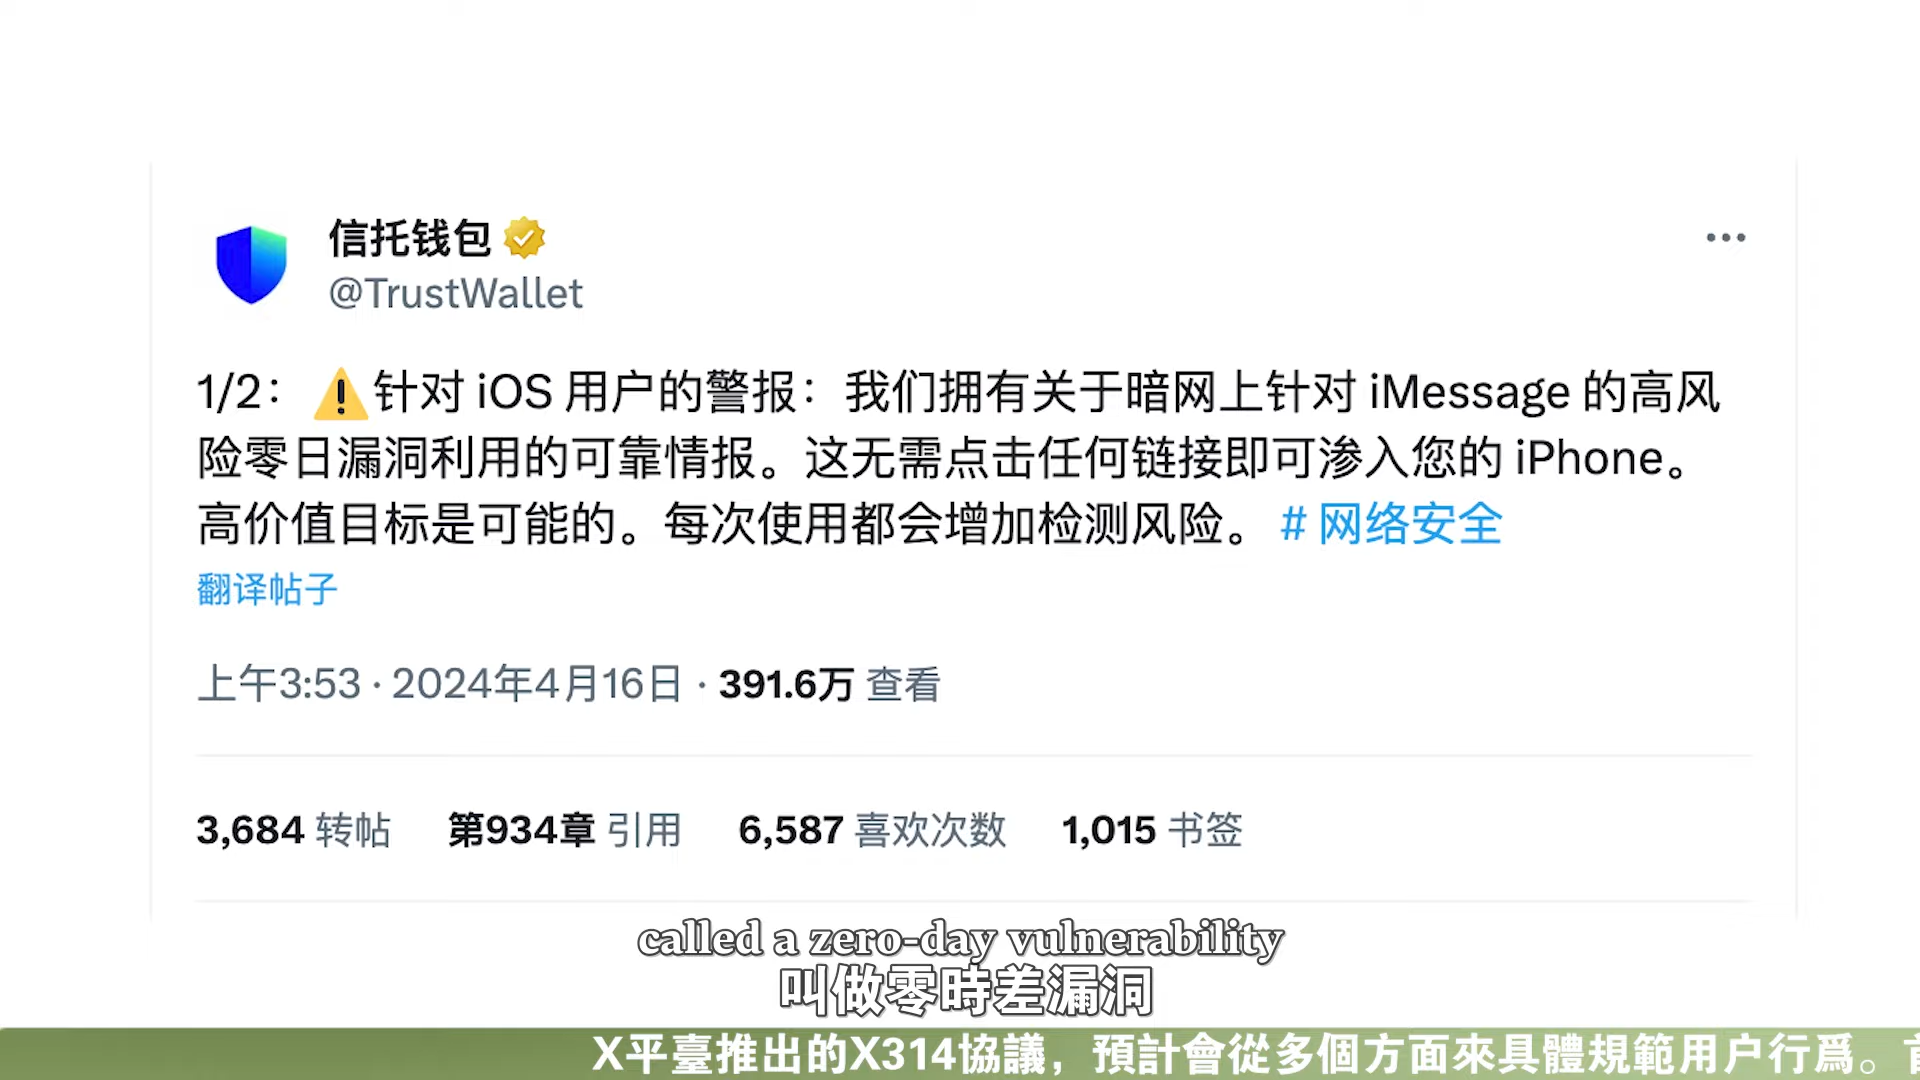 信托钱包
@TrustWallet
1/2：⚠️针对 iOS 用户的警报：我们拥有关于暗网上针对 iMessage 的高风
险零日漏洞利用的可靠情报。这无需点击任何链接即可渗入您的 iPhone。
高价值目标是可能的。每次使用都会增加检测风险。 # 网络安全
翻译帖子
上午3:53 · 2024年4月16日 · 391.6万 查看
3,684 转帖 第934章 引用 6,587 喜欢次数 1,015 书签
called a zero-day vulnerability
叫做零時差漏洞
X平臺推出的X314協議，預計會從多個方面來具體規範用户行爲。